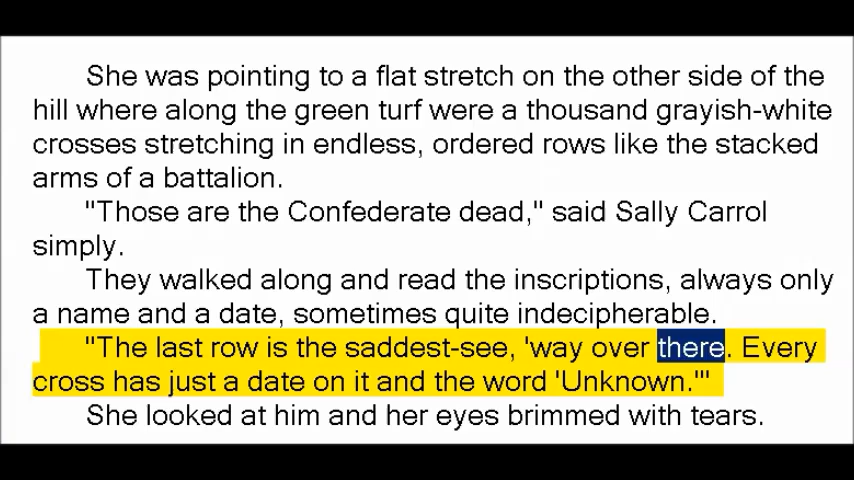 She was pointing to a flat stretch on the other side of the
hill where along the green turf were a thousand grayish-white
crosses stretching in endless, ordered rows like the stacked
arms of a battalion.
"Those are the Confederate dead," said Sally Carrol
simply.
They walked along and read the inscriptions, always only
a name and a date, sometimes quite indecipherable.
"The last row is the saddest-see, 'way over there. Every
cross has just a date on it and the word 'Unknown.'"
She looked at him and her eyes brimmed with tears.